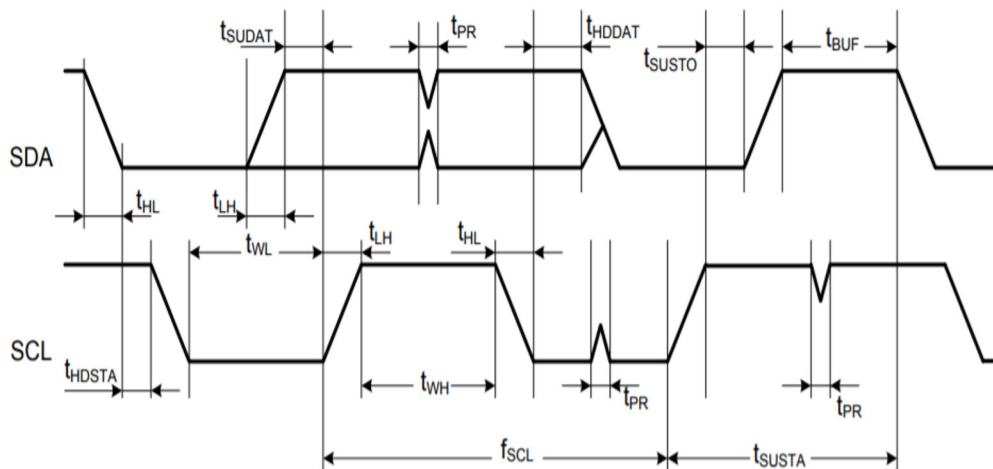 tSUDAT
tPR
tHDDAT
tSUSTO
tBUF
SDA
tHL
tLH
tWL
tLH
tHL
SCL
tHDSTA
tWH
tPR
tPR
fSCL
tSUSTA